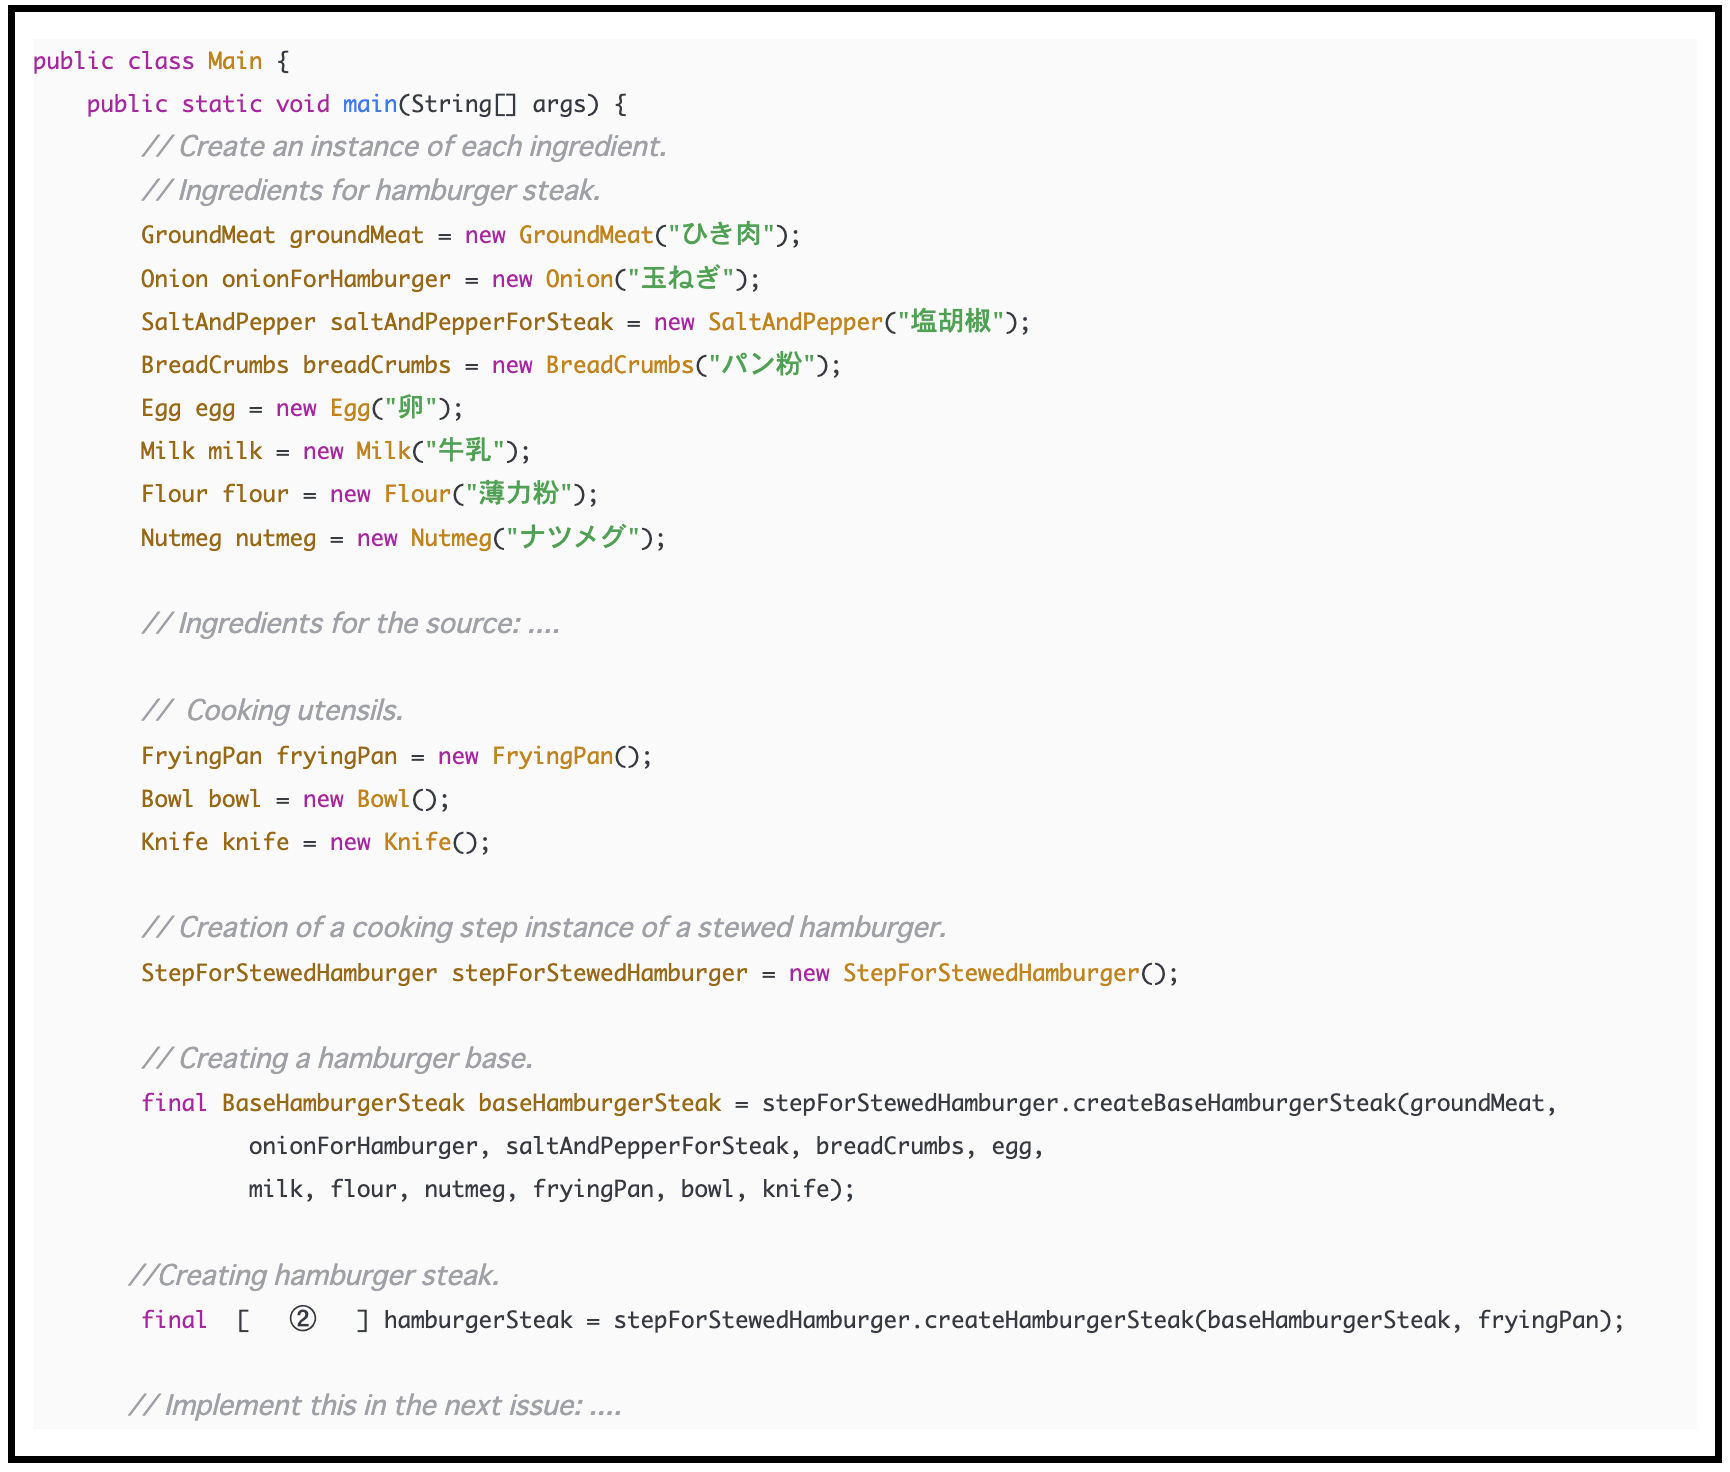 public class Main {
public static void main(String[] args) {
// Create an instance of each ingredient.
// Ingredients for hamburger steak.
GroundMeat groundMeat = new GroundMeat("ひき肉");
Onion onionForHamburger = new Onion("玉ねぎ");
SaltAndPepper saltAndPepperForSteak = new SaltAndPepper("塩胡椒");
BreadCrumbs breadCrumbs = new BreadCrumbs("パン粉");
Egg egg = new Egg("卵");
Milk milk = new Milk("牛乳");
Flour flour = new Flour("薄力粉");
Nutmeg nutmeg = new Nutmeg("ナツメグ");
// Ingredients for the source: ....
//  Cooking utensils.
FryingPan fryingPan = new FryingPan();
Bowl bowl = new Bowl();
Knife knife = new Knife();
// Creation of a cooking step instance of a stewed hamburger.
StepForStewedHamburger stepForStewedHamburger = new StepForStewedHamburger();
// Creating a hamburger base.
final BaseHamburgerSteak baseHamburgerSteak = stepForStewedHamburger.createBaseHamburgerSteak(groundMeat,
onionForHamburger, saltAndPepperForSteak, breadCrumbs, egg,
milk, flour, nutmeg, fryingPan, bowl, knife);
//Creating hamburger steak.
final [ ② ] hamburgerSteak = stepForStewedHamburger.createHamburgerSteak(baseHamburgerSteak, fryingPan);
// Implement this in the next issue: ....